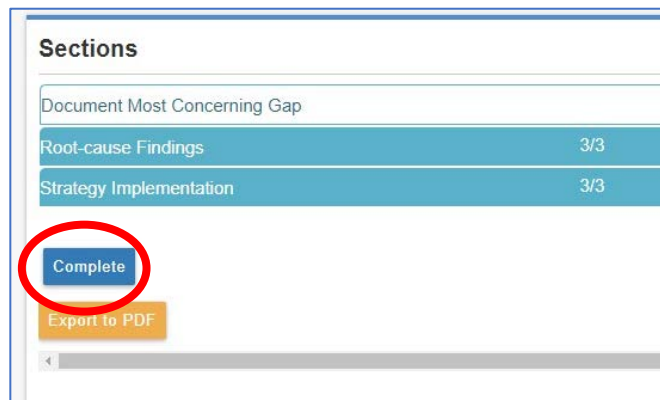 Sections
Document Most Concerning Gap
Root-cause Findings 3/3
Strategy Implementation 3/3
Complete
Export to PDF